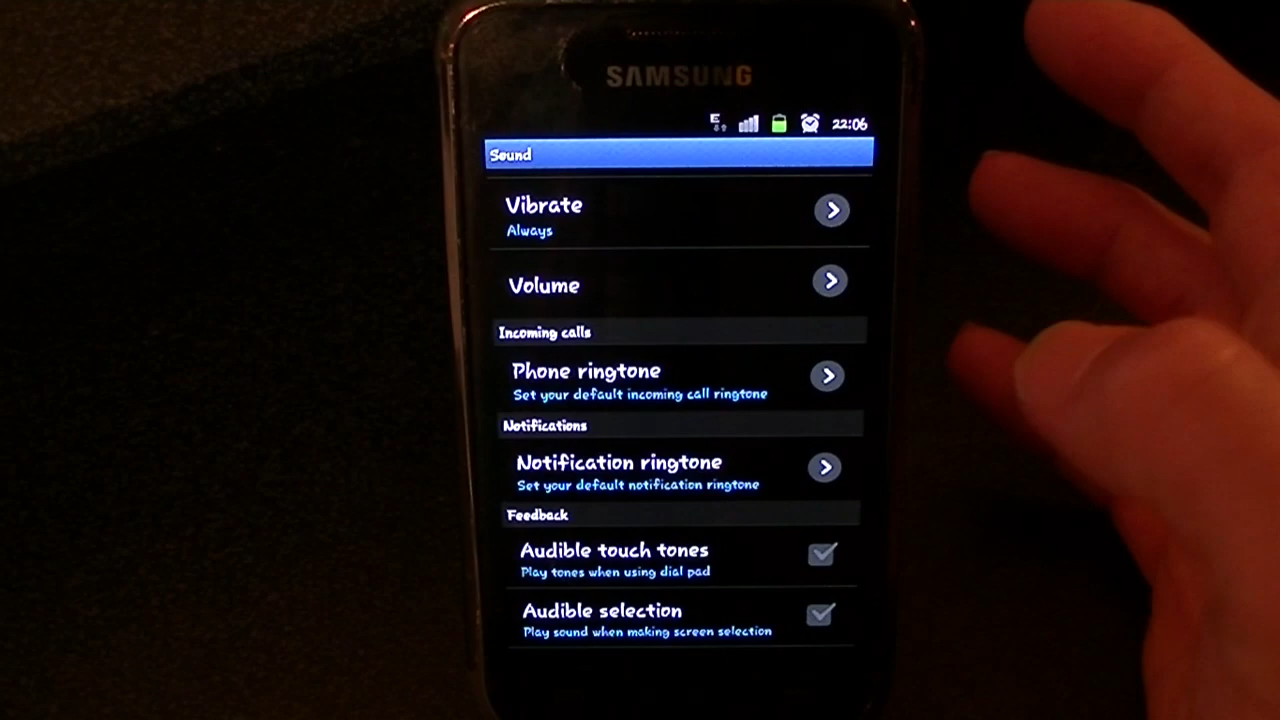 SAMSUNG
E 22:06
Sound
Vibrate
Always
Volume
Incoming calls
Phone ringtone
Set your default incoming call ringtone
Notifications
Notification ringtone
Set your default notification ringtone
Feedback
Audible touch tones
Play tones when using dial pad
Audible selection
Play sound when making screen selection